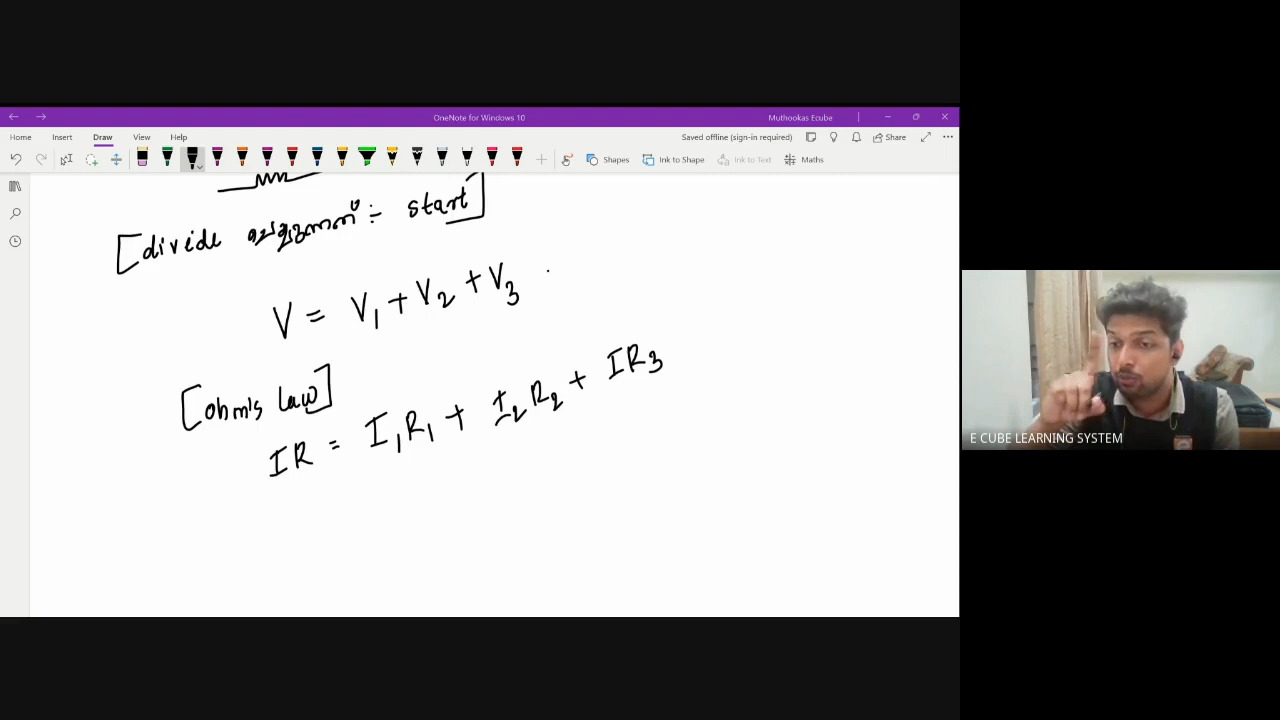 OneNote for Windows 10
Muthookas Ecube
Home Insert Draw View Help
Saved offline (sign-in required) Share
Shapes Ink to Shape Ink to Text Maths
[divide ÷ start]
V = V₁ + V₂ + V₃
[ohm's law]
IR = I₁R₁ + I₂R₂ + IR₃
E CUBE LEARNING SYSTEM